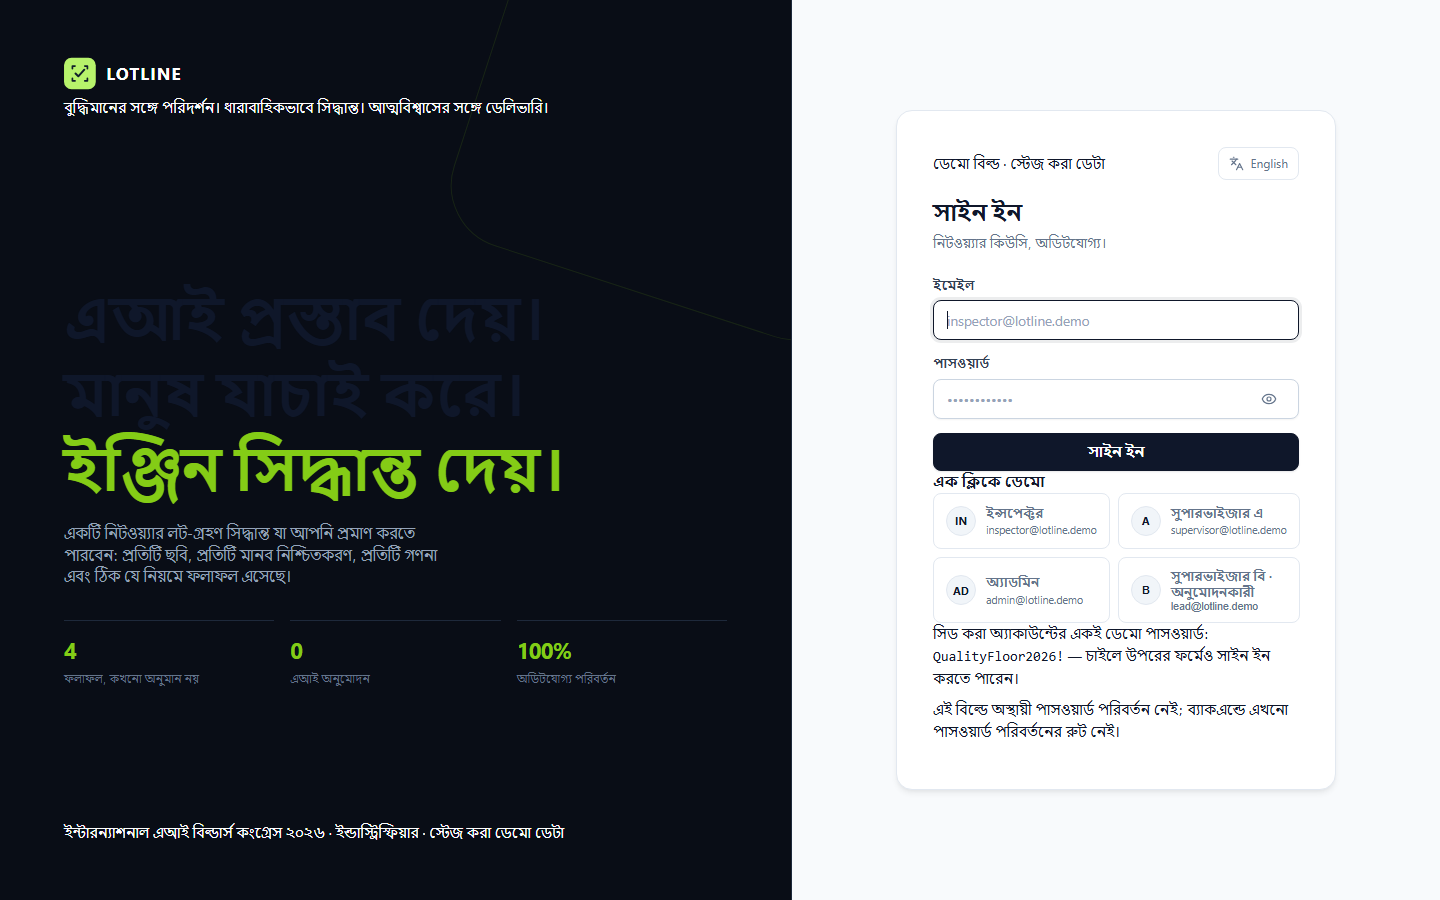 LOTLINE
বুদ্ধিমানের সঙ্গে পরিদর্শন। ধারাবাহিকভাবে সিদ্ধান্ত। আত্মবিশ্বাসের সঙ্গে ডেলিভারি।
এআই প্রস্তাব দেয়।
মানুষ যাচাই করে।
ইঞ্জিন সিদ্ধান্ত দেয়।
একটি নিটওয়্যার লট-গ্রহণ সিদ্ধান্ত যা আপনি প্রমাণ করতে
পারবেন: প্রতিটি ছবি, প্রতিটি মানব নিশ্চিতকরণ, প্রতিটি গণনা
এবং ঠিক যে নিয়মে ফলাফল এসেছে।
4
ফলাফল, কখনো অনুমান নয়
0
এআই অনুমোদন
100%
অডিটযোগ্য পরিবর্তন
ইন্টারন্যাশনাল এআই বিল্ডার্স কংগ্রেস ২০২৬ · ইন্ডাস্ট্রিস্ফিয়ার · স্টেজ করা ডেমো ডেটা
ডেমো বিল্ড · স্টেজ করা ডেটা
English
সাইন ইন
নিটওয়্যার কিউসি, অডিটযোগ্য।
ইমেইল
inspector@lotline.demo
পাসওয়ার্ড
••••••••••••
সাইন ইন
এক ক্লিকে ডেমো
IN
ইন্সপেক্টর
inspector@lotline.demo
A
সুপারভাইজার এ
supervisor@lotline.demo
AD
অ্যাডমিন
admin@lotline.demo
B
সুপারভাইজার বি ·
অনুমোদনকারী
lead@lotline.demo
সিড করা অ্যাকাউন্টের একই ডেমো পাসওয়ার্ড:
QualityFloor2026! — চাইলে উপরের ফর্মেও সাইন ইন
করতে পারেন।
এই বিল্ডে অস্থায়ী পাসওয়ার্ড পরিবর্তন নেই; ব্যাকএন্ডে এখনো
পাসওয়ার্ড পরিবর্তনের রুট নেই।